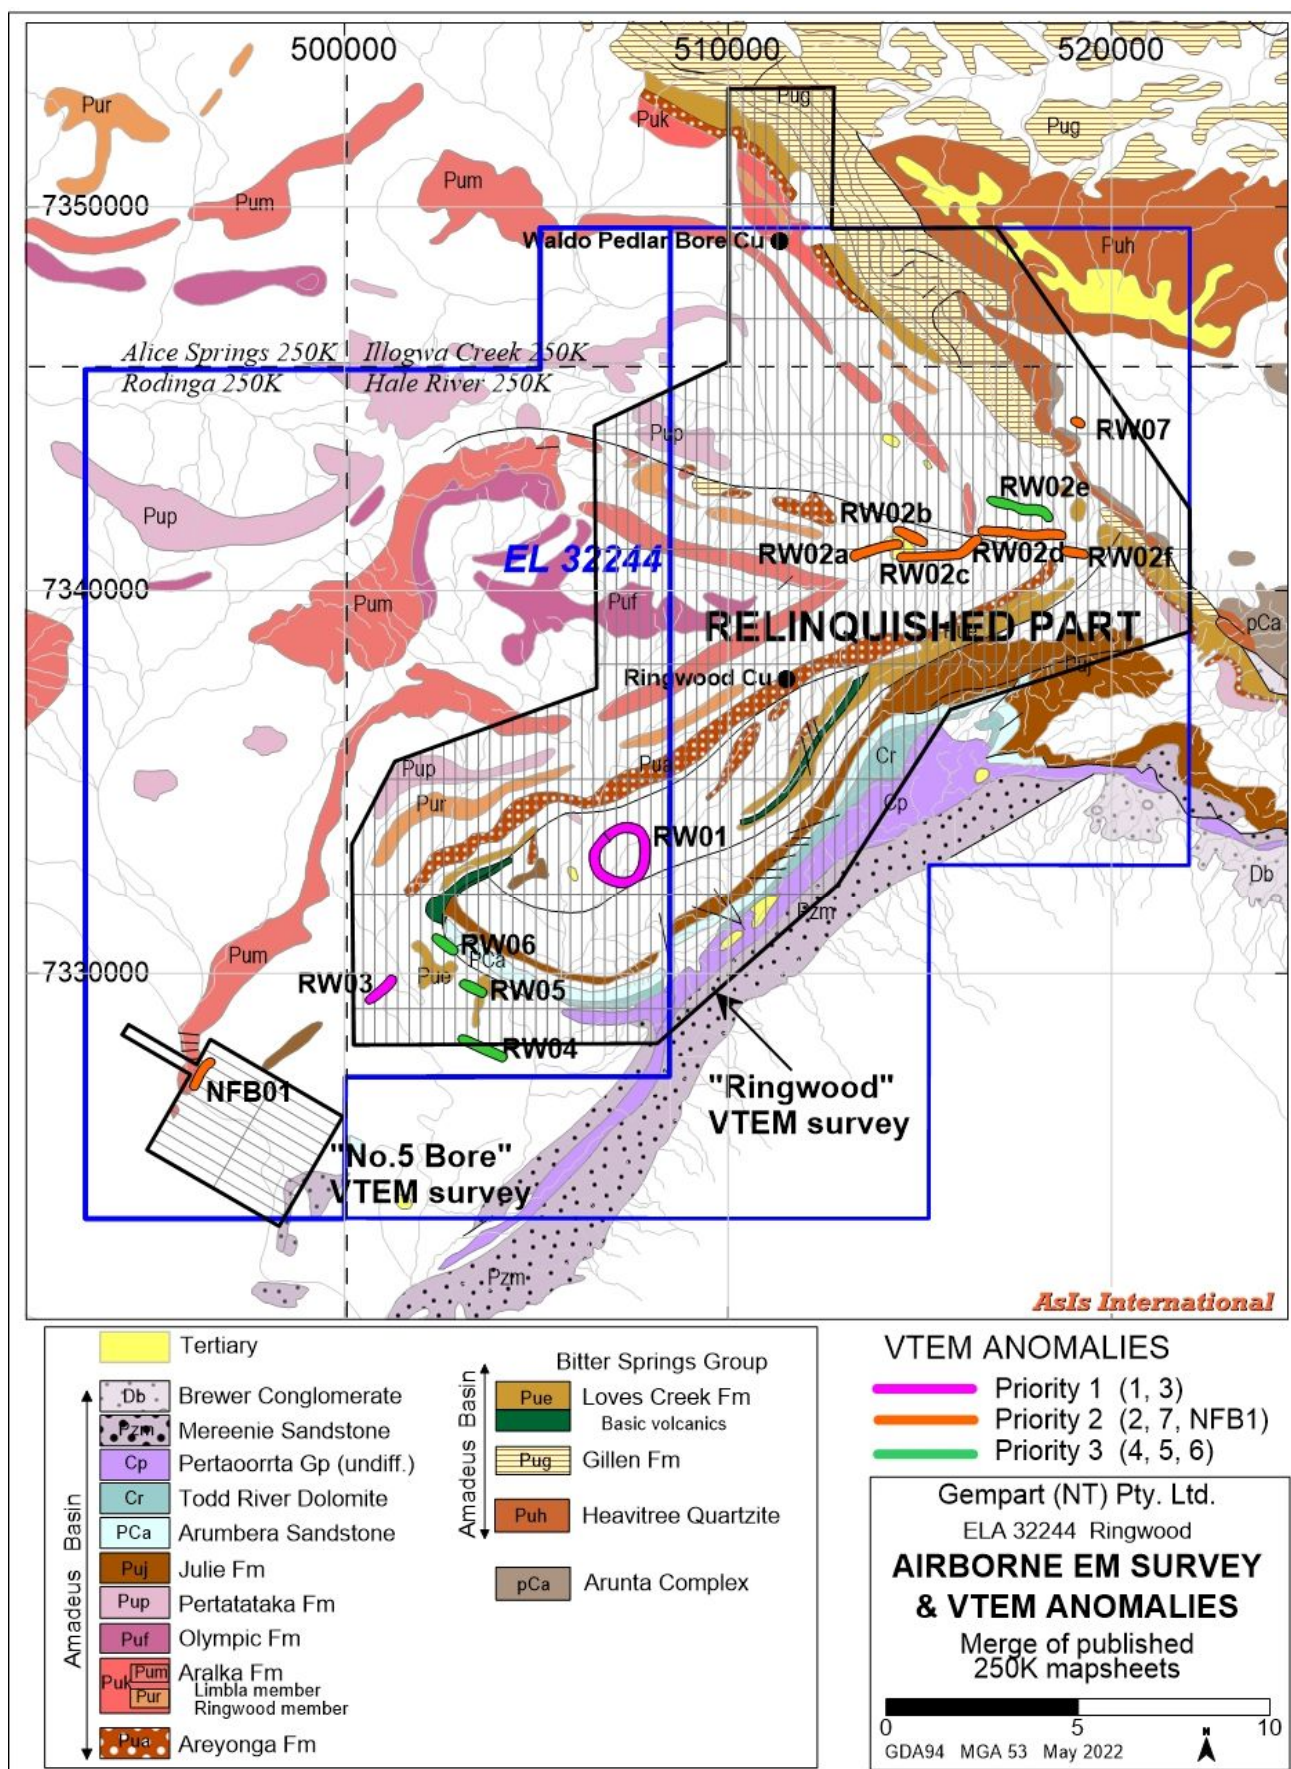 500000
510000
520000
Pur
Puk
Pug
Pug
Pum
Pum
7350000
Waldo Pedlar Bore Cu
Puh
Alice Springs 250K
Illogwa Creek 250K
Rodinga 250K
Hale River 250K
Pup
RW07
RW02e
Pup
RW02b
RW02a
RW02d
RW02f
EL 32244
RW02c
7340000
Pum
Puf
RELINQUISHED PART
pCa
Pue
Puj
Ringwood Cu
Pua
Cr
Pup
Pur
Cp
RW01
Db
Pzm
Pum
RW06
PCa
7330000
Pue
RW03
RW05
RW04
NFB01
"Ringwood"
VTEM survey
"No.5 Bore"
VTEM survey
Pzm
AsIs International
Tertiary
Amadeus Basin
Db Brewer Conglomerate
Pzm Mereenie Sandstone
Cp Pertaoorrta Gp (undiff.)
Cr Todd River Dolomite
PCa Arumbera Sandstone
Puj Julie Fm
Pup Pertatataka Fm
Puf Olympic Fm
Puk Pum Aralka Fm
Limbla member
Pur Ringwood member
Pua Areyonga Fm
Amadeus Basin
Bitter Springs Group
Pue Loves Creek Fm
Basic volcanics
Pug Gillen Fm
Puh Heavitree Quartzite
pCa Arunta Complex
VTEM ANOMALIES
Priority 1 (1, 3)
Priority 2 (2, 7, NFB1)
Priority 3 (4, 5, 6)
Gempart (NT) Pty. Ltd.
ELA 32244 Ringwood
AIRBORNE EM SURVEY
& VTEM ANOMALIES
Merge of published
250K mapsheets
0 5 10
GDA94 MGA 53 May 2022
N